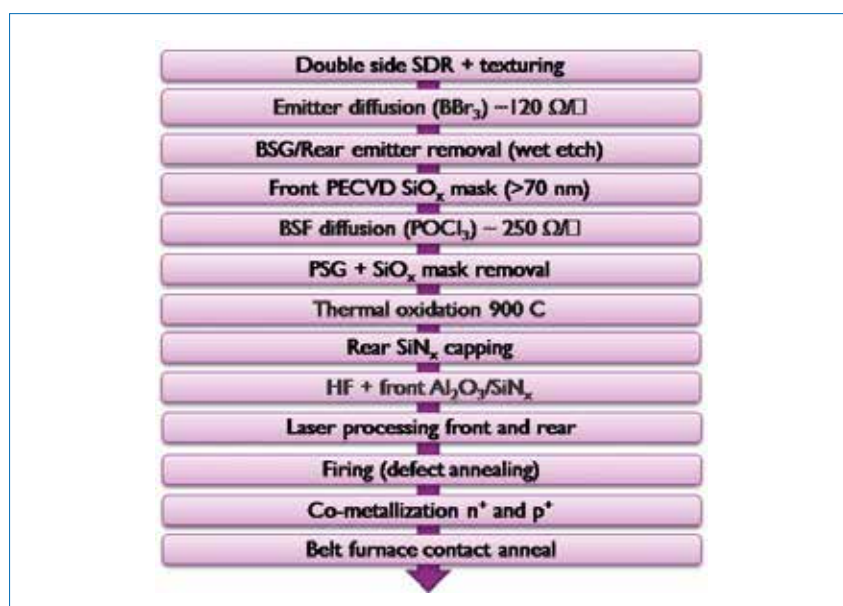 Double side SDR + texturing
Emitter diffusion (BBr₃) ~120 Ω/□
BSG/Rear emitter removal (wet etch)
Front PECVD SiOₓ mask (>70 nm)
BSF diffusion (POCl₃) ~ 250 Ω/□
PSG + SiOₓ mask removal
Thermal oxidation 900 C
Rear SiNₓ capping
HF + front Al₂O₃/SiNₓ
Laser processing front and rear
Firing (defect annealing)
Co-metallization n⁺ and p⁺
Belt furnace contact anneal